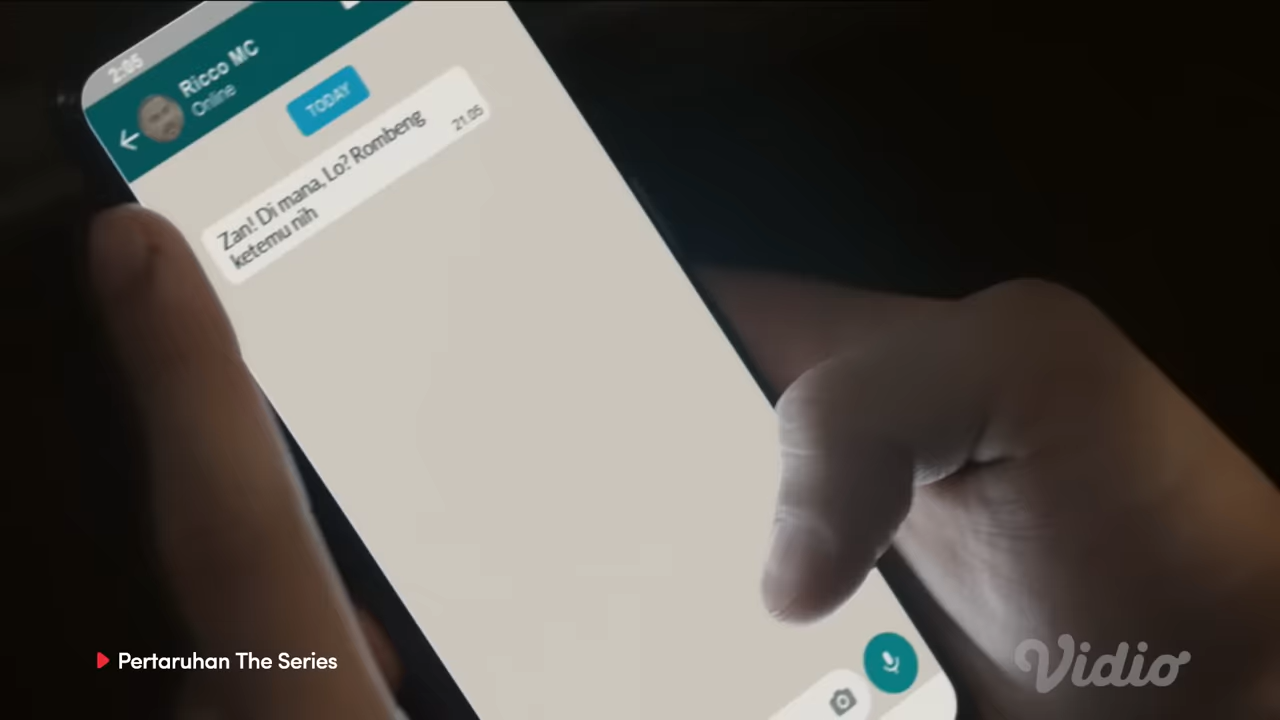 2:05
Ricco MC
Online
TODAY
Zan! Di mana, Lo? Rombeng
ketemu nih
21.05
Pertaruhan The Series
Vidio